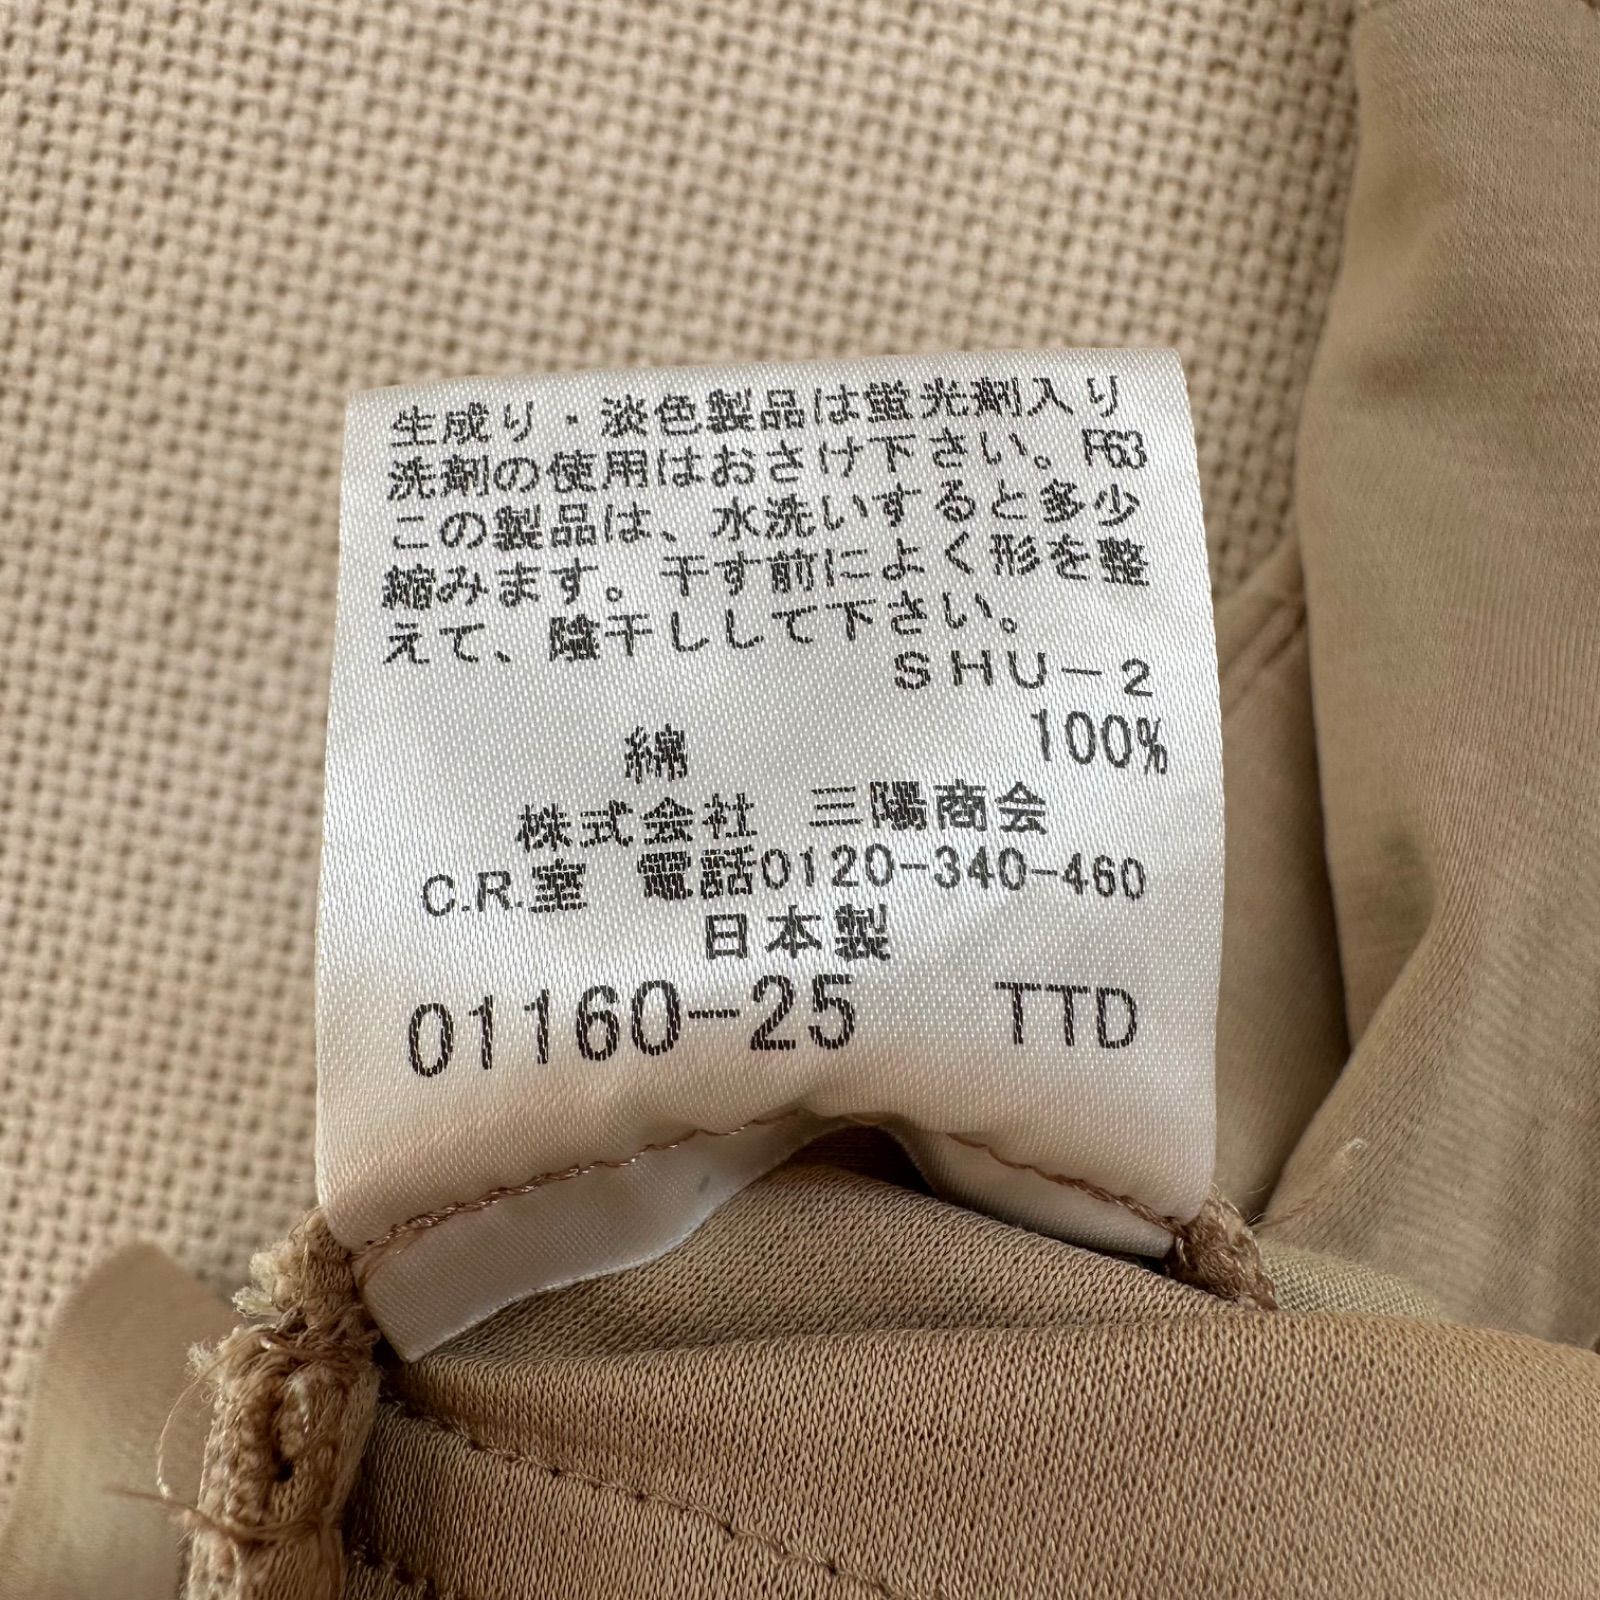 生成り・淡色製品は蛍光剤入り
洗剤の使用はおさけ下さい。F63
この製品は、水洗いすると多少
縮みます。干す前によく形を整
えて、陰干しして下さい。
SHU-2
綿 100%
株式会社 三陽商会
C.R.室 電話0120-340-460
日本製
01160-25 TTD